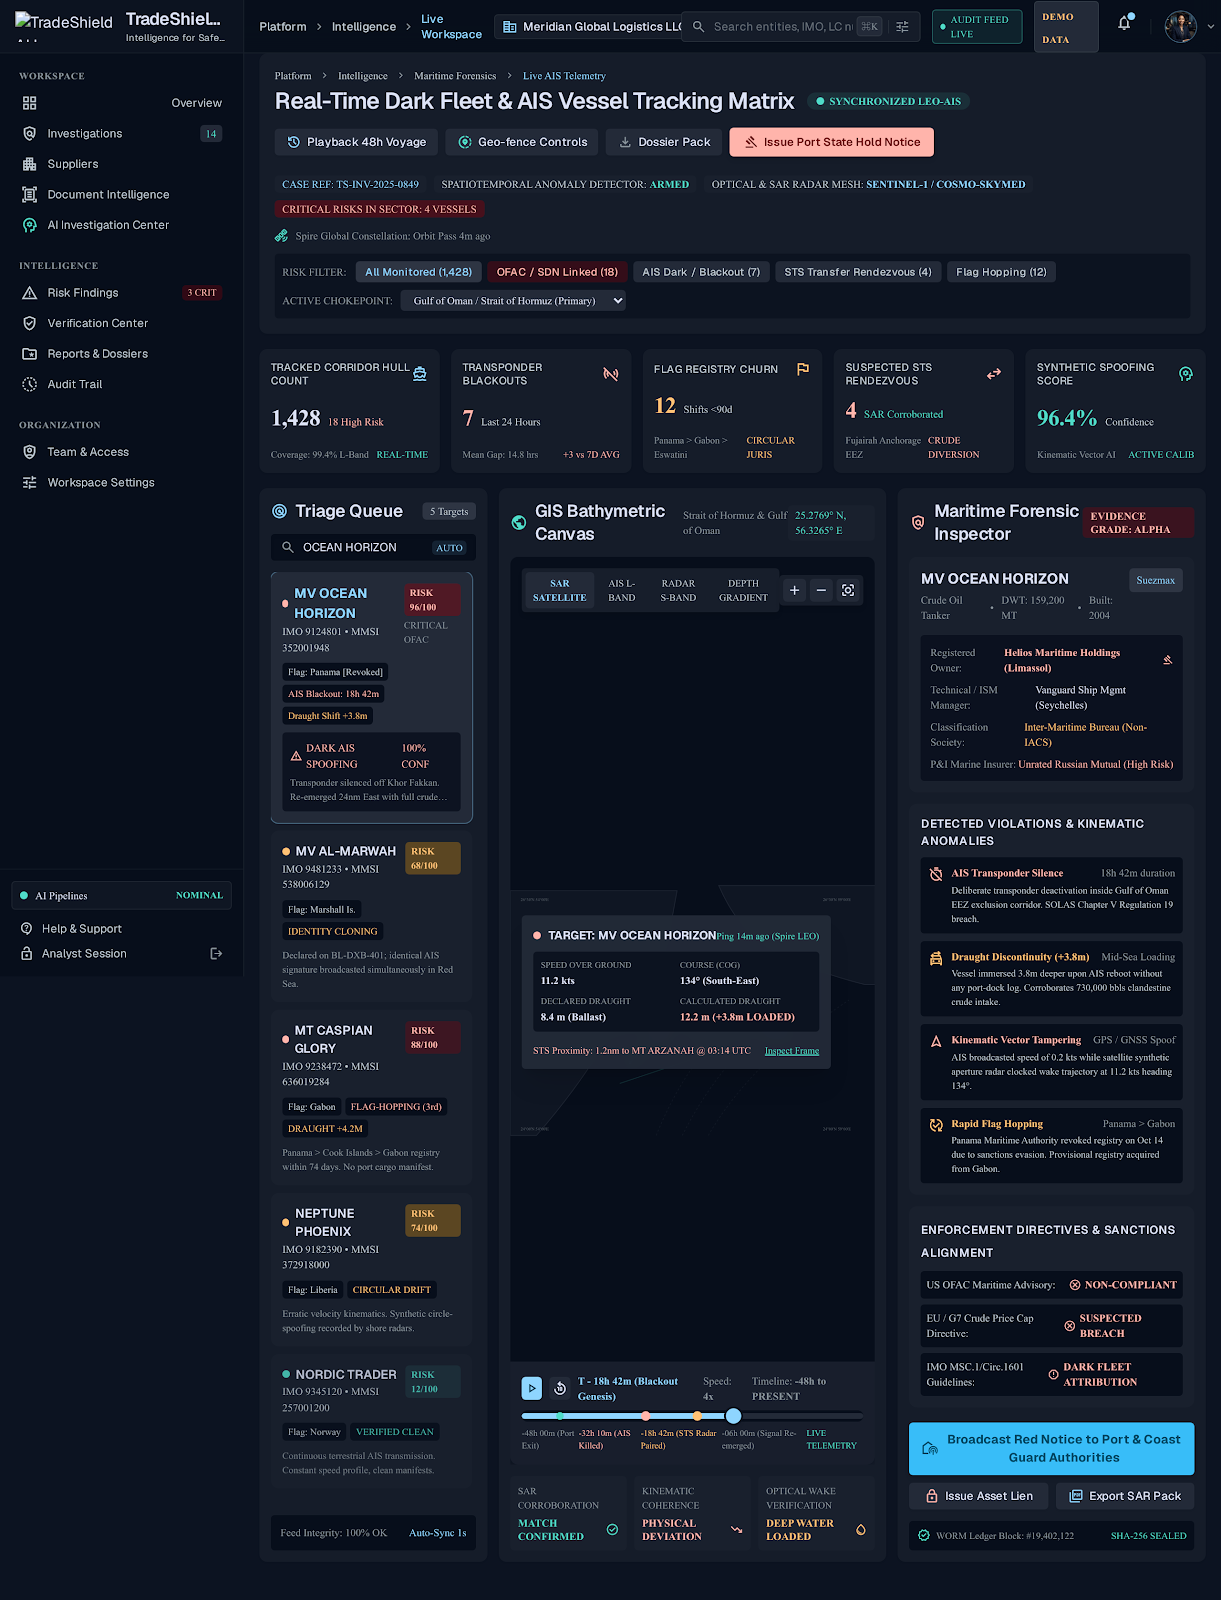 TradeShield
TradeShiel...
Intelligence for Safe...
WORKSPACE
Overview
Investigations
14
Suppliers
Document Intelligence
AI Investigation Center
INTELLIGENCE
Risk Findings
3 CRIT
Verification Center
Reports & Dossiers
Audit Trail
ORGANIZATION
Team & Access
Workspace Settings
AI Pipelines
NOMINAL
Help & Support
Analyst Session
Platform > Intelligence > Live Workspace
Meridian Global Logistics LLC
Search entities, IMO, LC nu
⌘K
AUDIT FEED LIVE
DEMO DATA
Platform > Intelligence > Maritime Forensics > Live AIS Telemetry
Real-Time Dark Fleet & AIS Vessel Tracking Matrix
SYNCHRONIZED LEO-AIS
Playback 48h Voyage
Geo-fence Controls
Dossier Pack
Issue Port State Hold Notice
CASE REF: TS-INV-2025-0849
SPATIOTEMPORAL ANOMALY DETECTOR: ARMED
OPTICAL & SAR RADAR MESH: SENTINEL-1 / COSMO-SKYMED
CRITICAL RISKS IN SECTOR: 4 VESSELS
Spire Global Constellation: Orbit Pass 4m ago
RISK FILTER:
All Monitored (1,428)
OFAC / SDN Linked (18)
AIS Dark / Blackout (7)
STS Transfer Rendezvous (4)
Flag Hopping (12)
ACTIVE CHOKEPOINT:
Gulf of Oman / Strait of Hormuz (Primary)
TRACKED CORRIDOR HULL
COUNT
1,428 18 High Risk
Coverage: 99.4% L-Band REAL-TIME
TRANSPONDER
BLACKOUTS
7 Last 24 Hours
Mean Gap: 14.8 hrs +3 vs 7D AVG
FLAG REGISTRY CHURN
12 Shifts <90d
Panama > Gabon >
Eswatini
CIRCULAR
JURIS
SUSPECTED STS
RENDEZVOUS
4 SAR Corroborated
Fujairah Anchorage
EEZ
CRUDE
DIVERSION
SYNTHETIC SPOOFING
SCORE
96.4% Confidence
Kinematic Vector AI ACTIVE CALIB
Triage Queue
5 Targets
OCEAN HORIZON
AUTO
MV OCEAN
HORIZON
RISK
96/100
CRITICAL
OFAC
IMO 9124801 • MMSI
352001948
Flag: Panama [Revoked]
AIS Blackout: 18h 42m
Draught Shift +3.8m
DARK AIS
SPOOFING
100%
CONF
Transponder silenced off Khor Fakkan.
Re-emerged 24nm East with full crude...
MV AL-MARWAH
RISK
68/100
IMO 9481233 • MMSI
538006129
Flag: Marshall Is.
IDENTITY CLONING
Declared on BL-DXB-401; identical AIS
signature broadcasted simultaneously in Red
Sea.
MT CASPIAN
GLORY
RISK
88/100
IMO 9238472 • MMSI
636019284
Flag: Gabon
FLAG-HOPPING (3rd)
DRAUGHT +4.2M
Panama > Cook Islands > Gabon registry
within 74 days. No port cargo manifest.
NEPTUNE
PHOENIX
RISK
74/100
IMO 9182390 • MMSI
372918000
Flag: Liberia
CIRCULAR DRIFT
Erratic velocity kinematics. Synthetic circle-
spoofing recorded by shore radars.
NORDIC TRADER
RISK
12/100
IMO 9345120 • MMSI
257001200
Flag: Norway
VERIFIED CLEAN
Continuous terrestrial AIS transmission.
Constant speed profile, clean manifests.
Feed Integrity: 100% OK
Auto-Sync 1s
GIS Bathymetric
Canvas
Strait of Hormuz & Gulf
of Oman
25.2769° N,
56.3265° E
SAR
SATELLITE
AIS L-
BAND
RADAR
S-BAND
DEPTH
GRADIENT
TARGET: MV OCEAN HORIZON
Ping 14m ago (Spire LEO)
SPEED OVER GROUND
11.2 kts
COURSE (COG)
134° (South-East)
DECLARED DRAUGHT
8.4 m (Ballast)
CALCULATED DRAUGHT
12.2 m (+3.8m LOADED)
STS Proximity: 1.2nm to MT ARZANAH @ 03:14 UTC
Inspect Frame
T - 18h 42m (Blackout
Genesis)
Speed:
4x
Timeline: -48h to
PRESENT
-48h 00m (Port
Exit)
-32h 10m (AIS
Killed)
-18h 42m (STS Radar
Paired)
-06h 00m (Signal Re-
emerged)
LIVE
TELEMETRY
SAR
CORROBORATION
MATCH
CONFIRMED
KINEMATIC
COHERENCE
PHYSICAL
DEVIATION
OPTICAL WAKE
VERIFICATION
DEEP WATER
LOADED
Maritime Forensic
Inspector
EVIDENCE
GRADE: ALPHA
MV OCEAN HORIZON
Suezmax
Crude Oil
Tanker
• DWT: 159,200
MT
• Built:
2004
Registered
Owner:
Helios Maritime Holdings
(Limassol)
Technical / ISM
Manager:
Vanguard Ship Mgmt
(Seychelles)
Classification
Society:
Inter-Maritime Bureau (Non-
IACS)
P&I Marine Insurer: Unrated Russian Mutual (High Risk)
DETECTED VIOLATIONS & KINEMATIC
ANOMALIES
AIS Transponder Silence
18h 42m duration
Deliberate transponder deactivation inside Gulf of Oman
EEZ exclusion corridor. SOLAS Chapter V Regulation 19
breach.
Draught Discontinuity (+3.8m)
Mid-Sea Loading
Vessel immersed 3.8m deeper upon AIS reboot without
any port-dock log. Corroborates 730,000 bbls clandestine
crude intake.
Kinematic Vector Tampering
GPS / GNSS Spoof
AIS broadcasted speed of 0.2 kts while satellite synthetic
aperture radar clocked wake trajectory at 11.2 kts heading
134°.
Rapid Flag Hopping
Panama > Gabon
Panama Maritime Authority revoked registry on Oct 14
due to sanctions evasion. Provisional registry acquired
from Gabon.
ENFORCEMENT DIRECTIVES & SANCTIONS
ALIGNMENT
US OFAC Maritime Advisory:
NON-COMPLIANT
EU / G7 Crude Price Cap
Directive:
SUSPECTED
BREACH
IMO MSC.1/Circ.1601
Guidelines:
DARK FLEET
ATTRIBUTION
Broadcast Red Notice to Port & Coast
Guard Authorities
Issue Asset Lien
Export SAR Pack
WORM Ledger Block: #19,402,122
SHA-256 SEALED